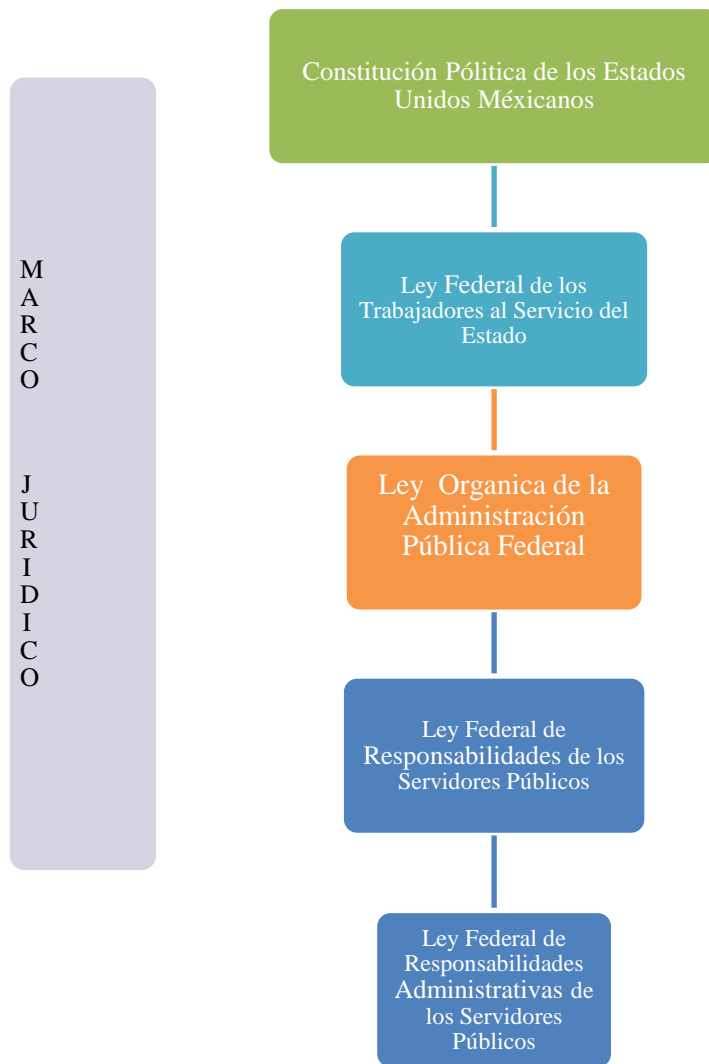 M
A
R
C
O
J
U
R
I
D
I
C
O
Constitución Pólitica de los Estados
Unidos Méxicanos
Ley Federal de los
Trabajadores al Servicio del
Estado
Ley Organica de la
Administración
Pública Federal
Ley Federal de
Responsabilidades de los
Servidores Públicos
Ley Federal de
Responsabilidades
Administrativas de
los Servidores
Públicos